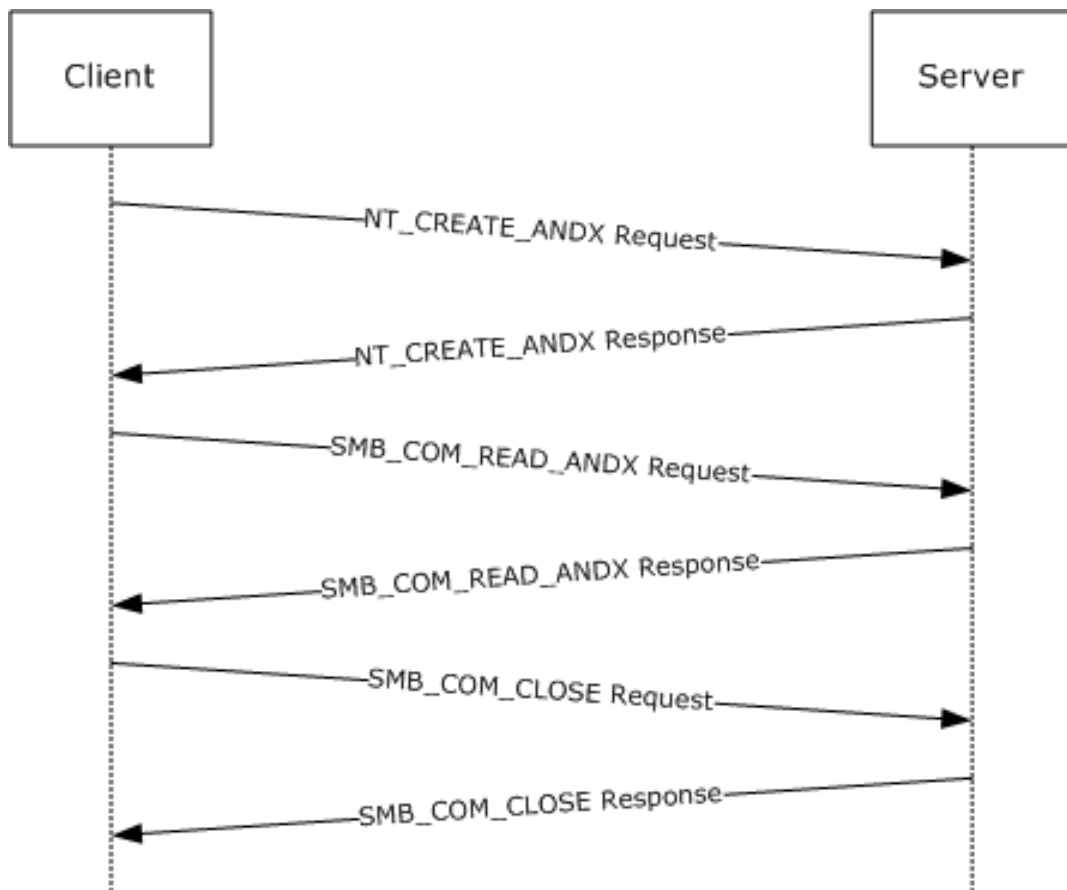 Client
Server
NT_CREATE_ANDX Request
NT_CREATE_ANDX Response
SMB_COM_READ_ANDX Request
SMB_COM_READ_ANDX Response
SMB_COM_CLOSE Request
SMB_COM_CLOSE Response